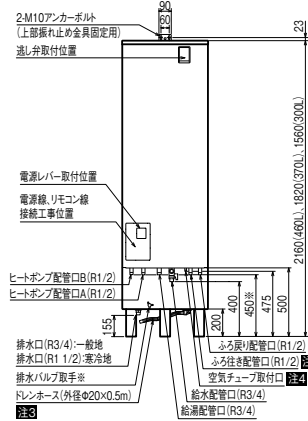 90
60
23
2-M10アンカーボルト
(上部振れ止め金具固定用)
逃し弁取付位置
2160(460L)、1820(370L)、1560(300L)
電源レバー取付位置
電源線、リモコン線
接続工事位置
ヒートポンプ配管口B(R1/2)
ヒートポンプ配管口A(R1/2)
155
200
400
450※
475
500
排水口(R3/4):一般地
排水口(R1 1/2):寒冷地
排水バルブ取手※
ドレンホース(外径Φ20×0.5m)
注3
ふろ戻り配管口(R1/2)
ふろ往き配管口(R1/2)
空気チューブ取付口 注4
給水配管口(R3/4)
給湯配管口(R3/4)